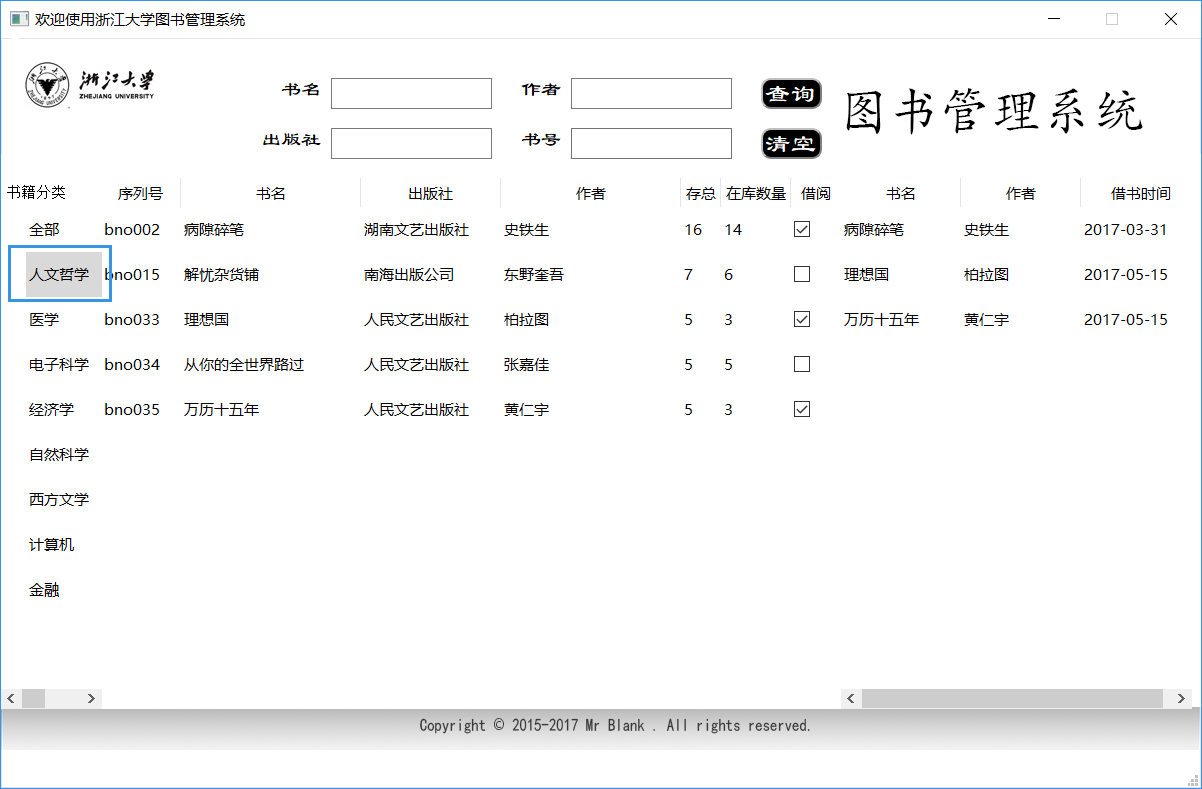 欢迎使用浙江大学图书管理系统
浙江大学
ZHEJIANG UNIVERSITY
书名 作者 查询
图书管理系统
出版社 书号 清空
书籍分类 序列号 书名 出版社 作者 存总 在库数量 借阅 书名 作者 借书时间
全部 bno002 病隙碎笔 湖南文艺出版社 史铁生 16 14 病隙碎笔 史铁生 2017-03-31
人文哲学 bno015 解忧杂货铺 南海出版公司 东野奎吾 7 6 理想国 柏拉图 2017-05-15
医学 bno033 理想国 人民文艺出版社 柏拉图 5 3 万历十五年 黄仁宇 2017-05-15
电子科学 bno034 从你的全世界路过 人民文艺出版社 张嘉佳 5 5
经济学 bno035 万历十五年 人民文艺出版社 黄仁宇 5 3
自然科学
西方文学
计算机
金融
Copyright © 2015-2017 Mr Blank . All rights reserved.